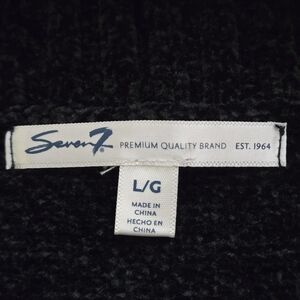 Seven7 PREMIUM QUALITY BRAND EST. 1964
L/G
MADE IN
CHINA
HECHO EN
CHINA